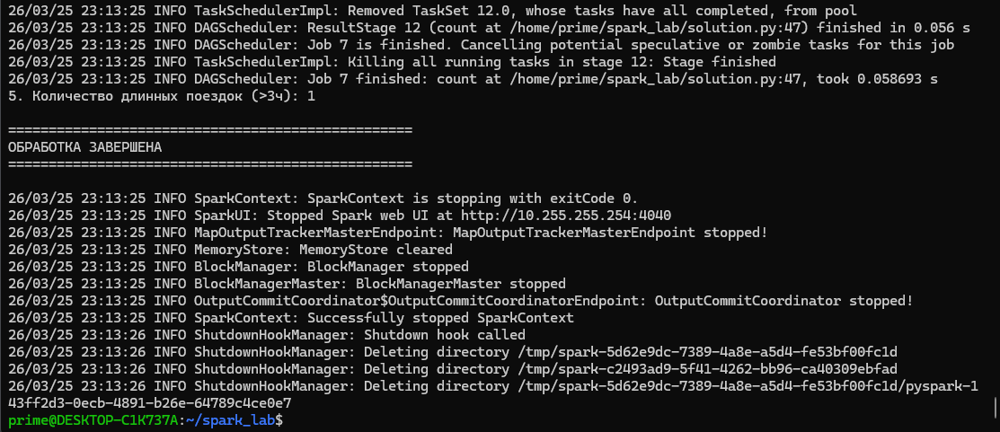 26/03/25 23:13:25 INFO TaskSchedulerImpl: Removed TaskSet 12.0, whose tasks have all completed, from pool
26/03/25 23:13:25 INFO DAGScheduler: ResultStage 12 (count at /home/prime/spark_lab/solution.py:47) finished in 0.056 s
26/03/25 23:13:25 INFO DAGScheduler: Job 7 is finished. Cancelling potential speculative or zombie tasks for this job
26/03/25 23:13:25 INFO TaskSchedulerImpl: Killing all running tasks in stage 12: Stage finished
26/03/25 23:13:25 INFO DAGScheduler: Job 7 finished: count at /home/prime/spark_lab/solution.py:47, took 0.058693 s
5. Количество длинных поездок (>3ч): 1
==================================================
ОБРАБОТКА ЗАВЕРШЕНА
==================================================
26/03/25 23:13:25 INFO SparkContext: SparkContext is stopping with exitCode 0.
26/03/25 23:13:25 INFO SparkUI: Stopped Spark web UI at http://10.255.255.254:4040
26/03/25 23:13:25 INFO MapOutputTrackerMasterEndpoint: MapOutputTrackerMasterEndpoint stopped!
26/03/25 23:13:25 INFO MemoryStore: MemoryStore cleared
26/03/25 23:13:25 INFO BlockManager: BlockManager stopped
26/03/25 23:13:25 INFO BlockManagerMaster: BlockManagerMaster stopped
26/03/25 23:13:25 INFO OutputCommitCoordinator$OutputCommitCoordinatorEndpoint: OutputCommitCoordinator stopped!
26/03/25 23:13:25 INFO SparkContext: Successfully stopped SparkContext
26/03/25 23:13:26 INFO ShutdownHookManager: Shutdown hook called
26/03/25 23:13:26 INFO ShutdownHookManager: Deleting directory /tmp/spark-5d62e9dc-7389-4a8e-a5d4-fe53bf00fc1d
26/03/25 23:13:26 INFO ShutdownHookManager: Deleting directory /tmp/spark-c2493ad9-5f41-4262-bb96-ca40309ebfad
26/03/25 23:13:26 INFO ShutdownHookManager: Deleting directory /tmp/spark-5d62e9dc-7389-4a8e-a5d4-fe53bf00fc1d/pyspark-1
43ff2d3-0ecb-4891-b26e-64789c4ce0e7
prime@DESKTOP-C1K737A:~/spark_lab$